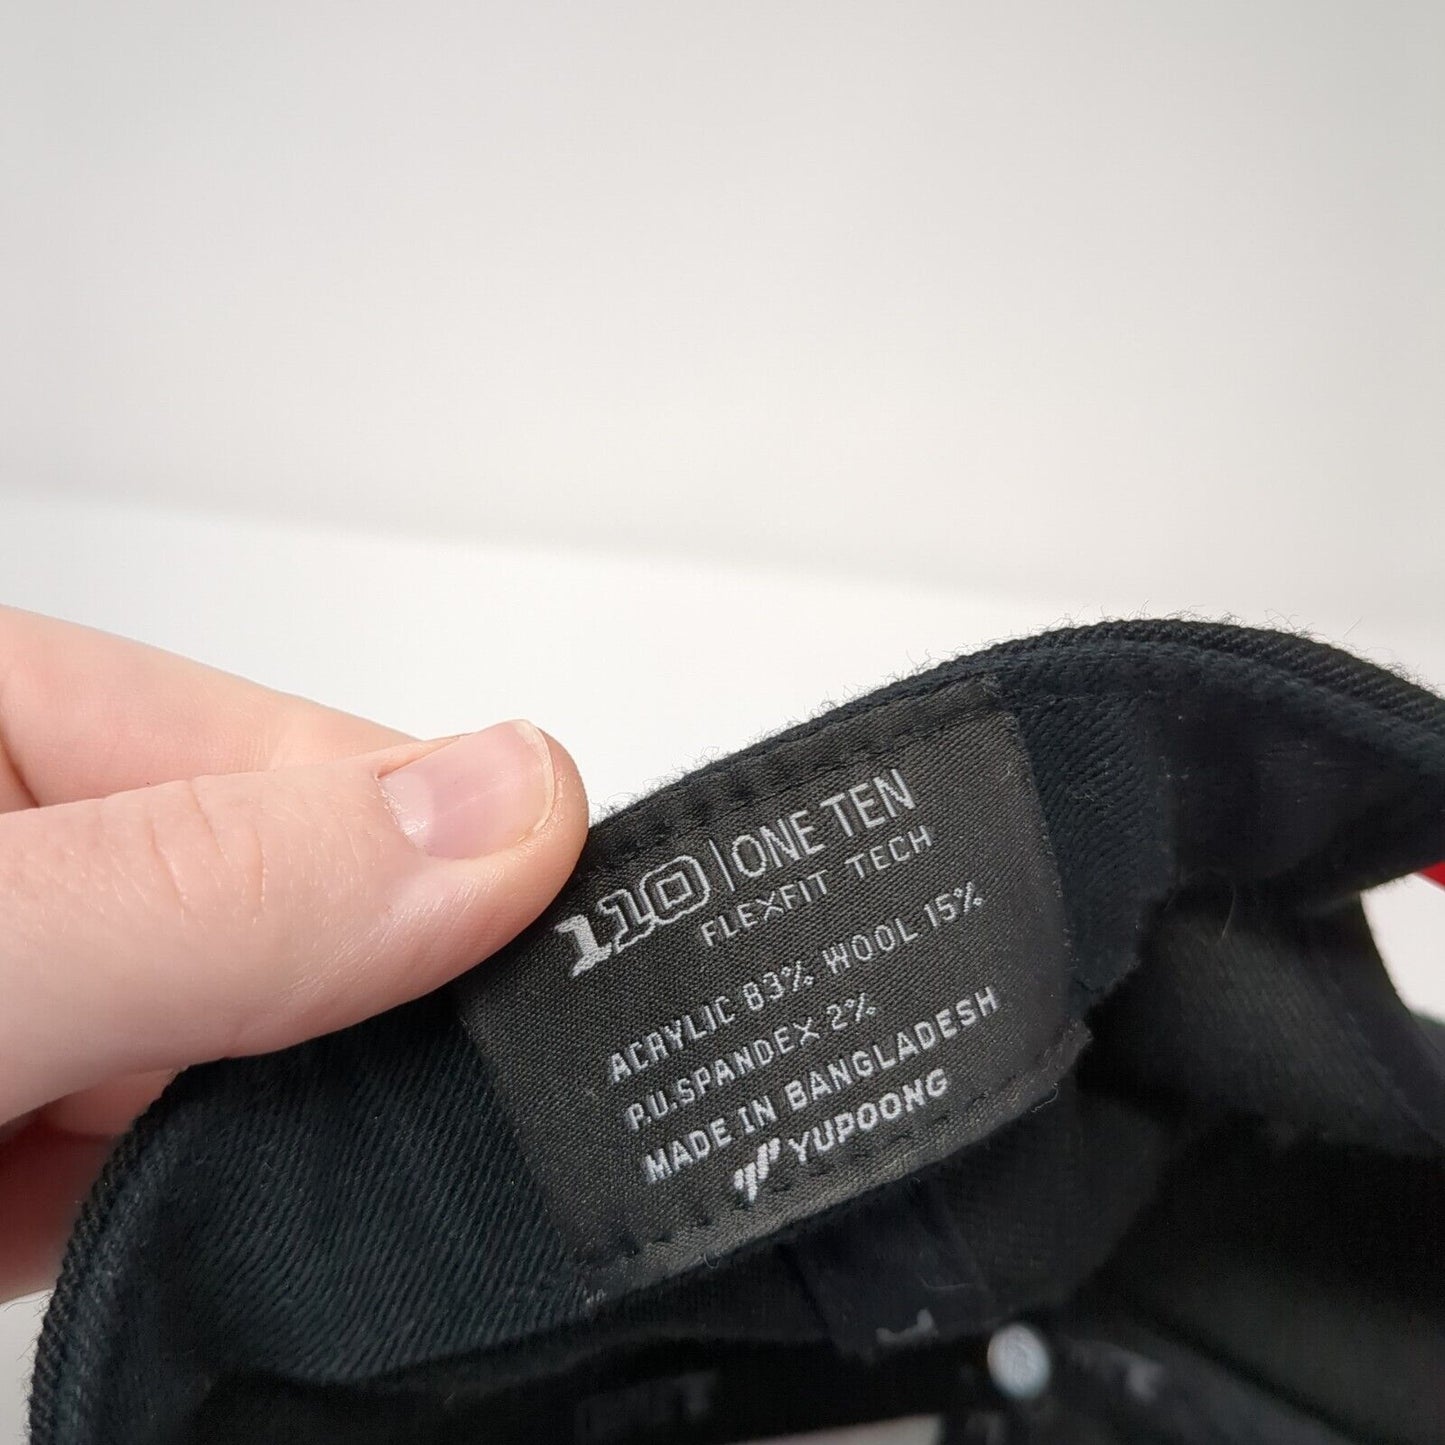 110 | ONE TEN
FLEXFIT TECH
ACRYLIC 83% WOOL 15%
P.U.SPANDEX 2%
MADE IN BANGLADESH
YUPOONG